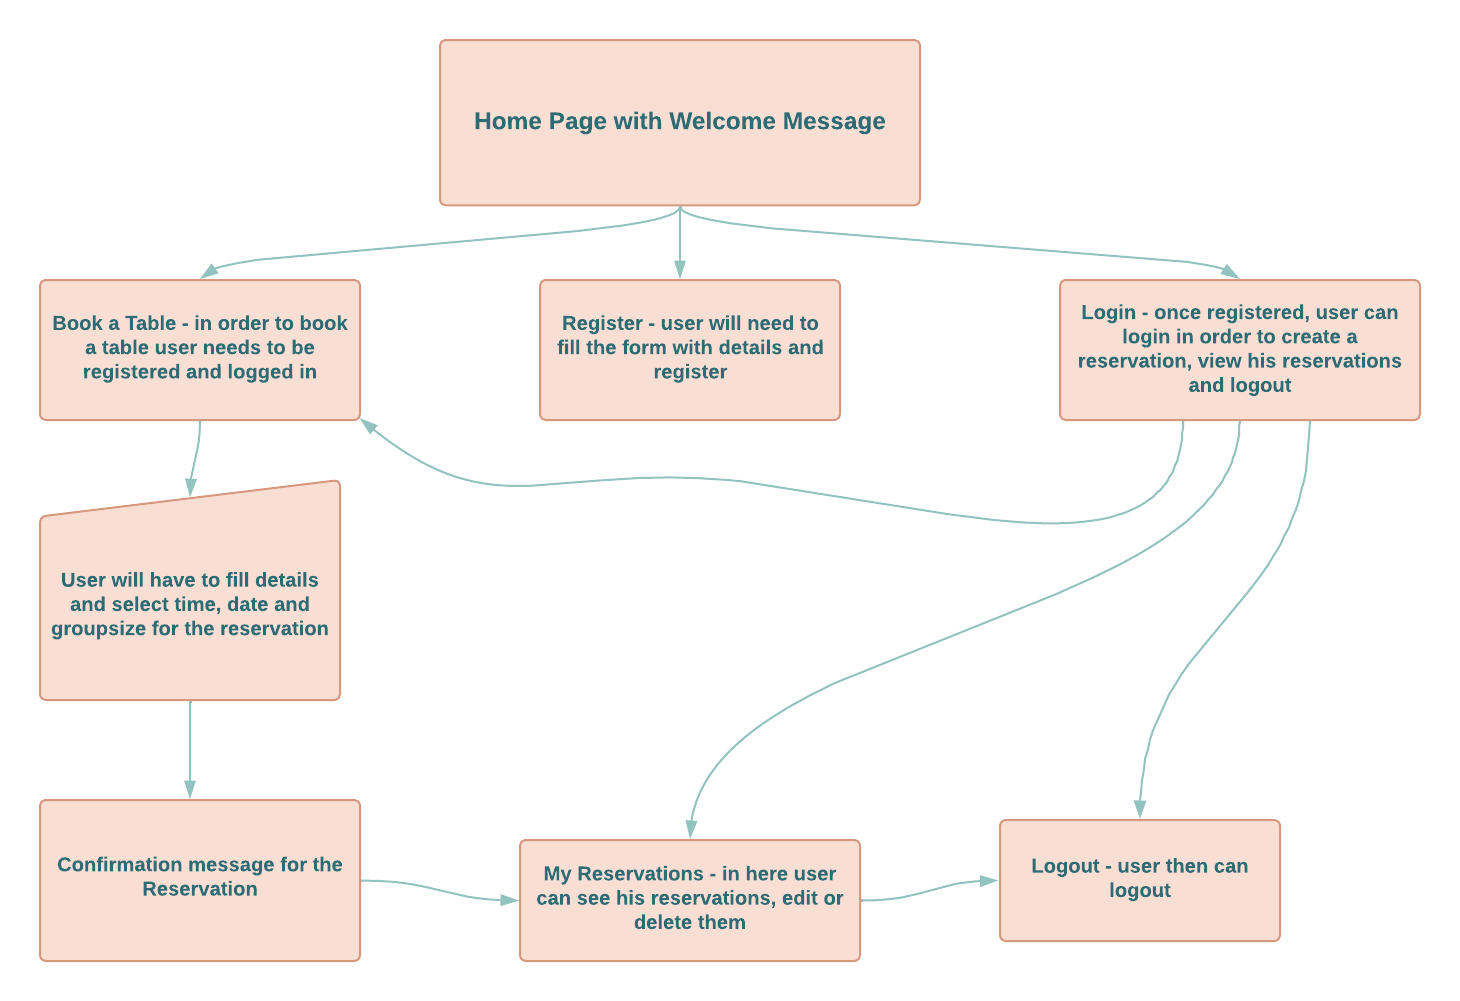 Home Page with Welcome Message
Book a Table - in order to book
a table user needs to be
registered and logged in
Register - user will need to
fill the form with details and
register
Login - once registered, user can
login in order to create a
reservation, view his reservations
and logout
User will have to fill details
and select time, date and
groupsize for the reservation
Confirmation message for the
Reservation
My Reservations - in here user
can see his reservations, edit or
delete them
Logout - user then can
logout